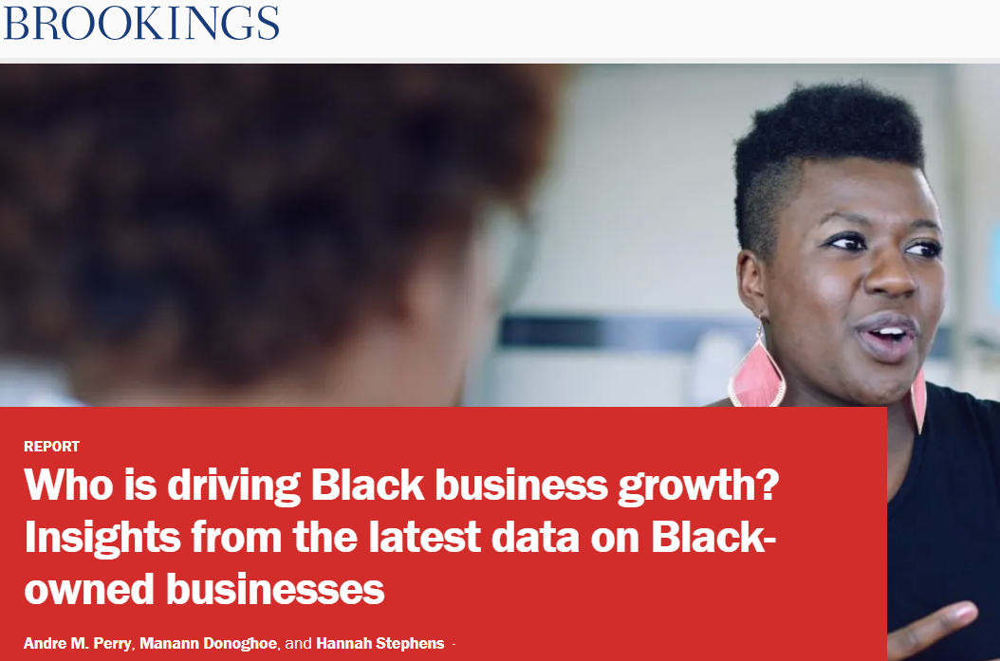 BROOKINGS
REPORT
Who is driving Black business growth?
Insights from the latest data on Black-
owned businesses
Andre M. Perry, Manann Donoghoe, and Hannah Stephens ·